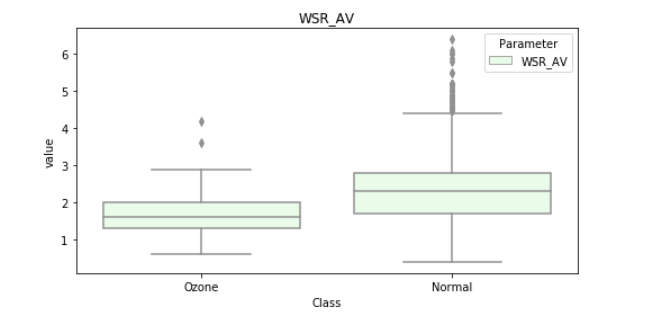 WSR_AV
Parameter
WSR_AV
value
6
5
4
3
2
1
Ozone Normal
Class